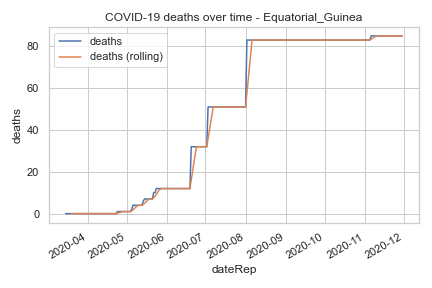 COVID-19 deaths over time - Equatorial_Guinea
deaths
deaths (rolling)
80
60
40
20
0
deaths
2020-04
2020-05
2020-06
2020-07
2020-08
2020-09
2020-10
2020-11
2020-12
dateRep